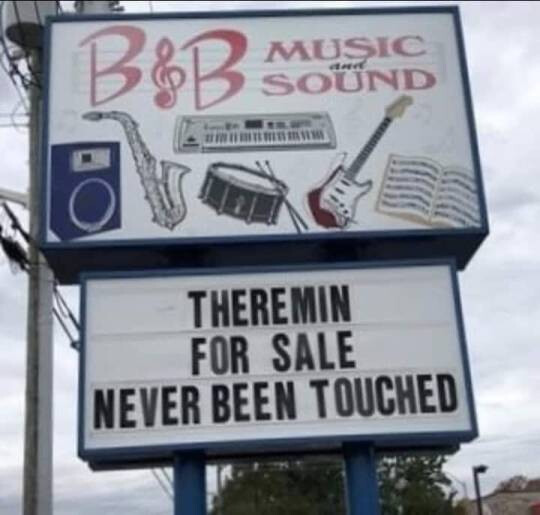 B&B MUSIC
and
SOUND
THEREMIN
FOR SALE
NEVER BEEN TOUCHED